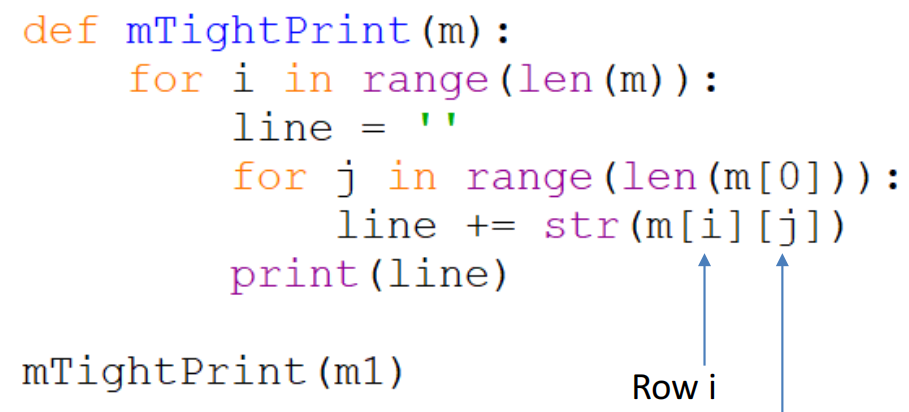 def mTightPrint(m):
    for i in range(len(m)):
        line = ''
        for j in range(len(m[0])):
            line += str(m[i][j])
        print(line)
mTightPrint(m1)
Row i